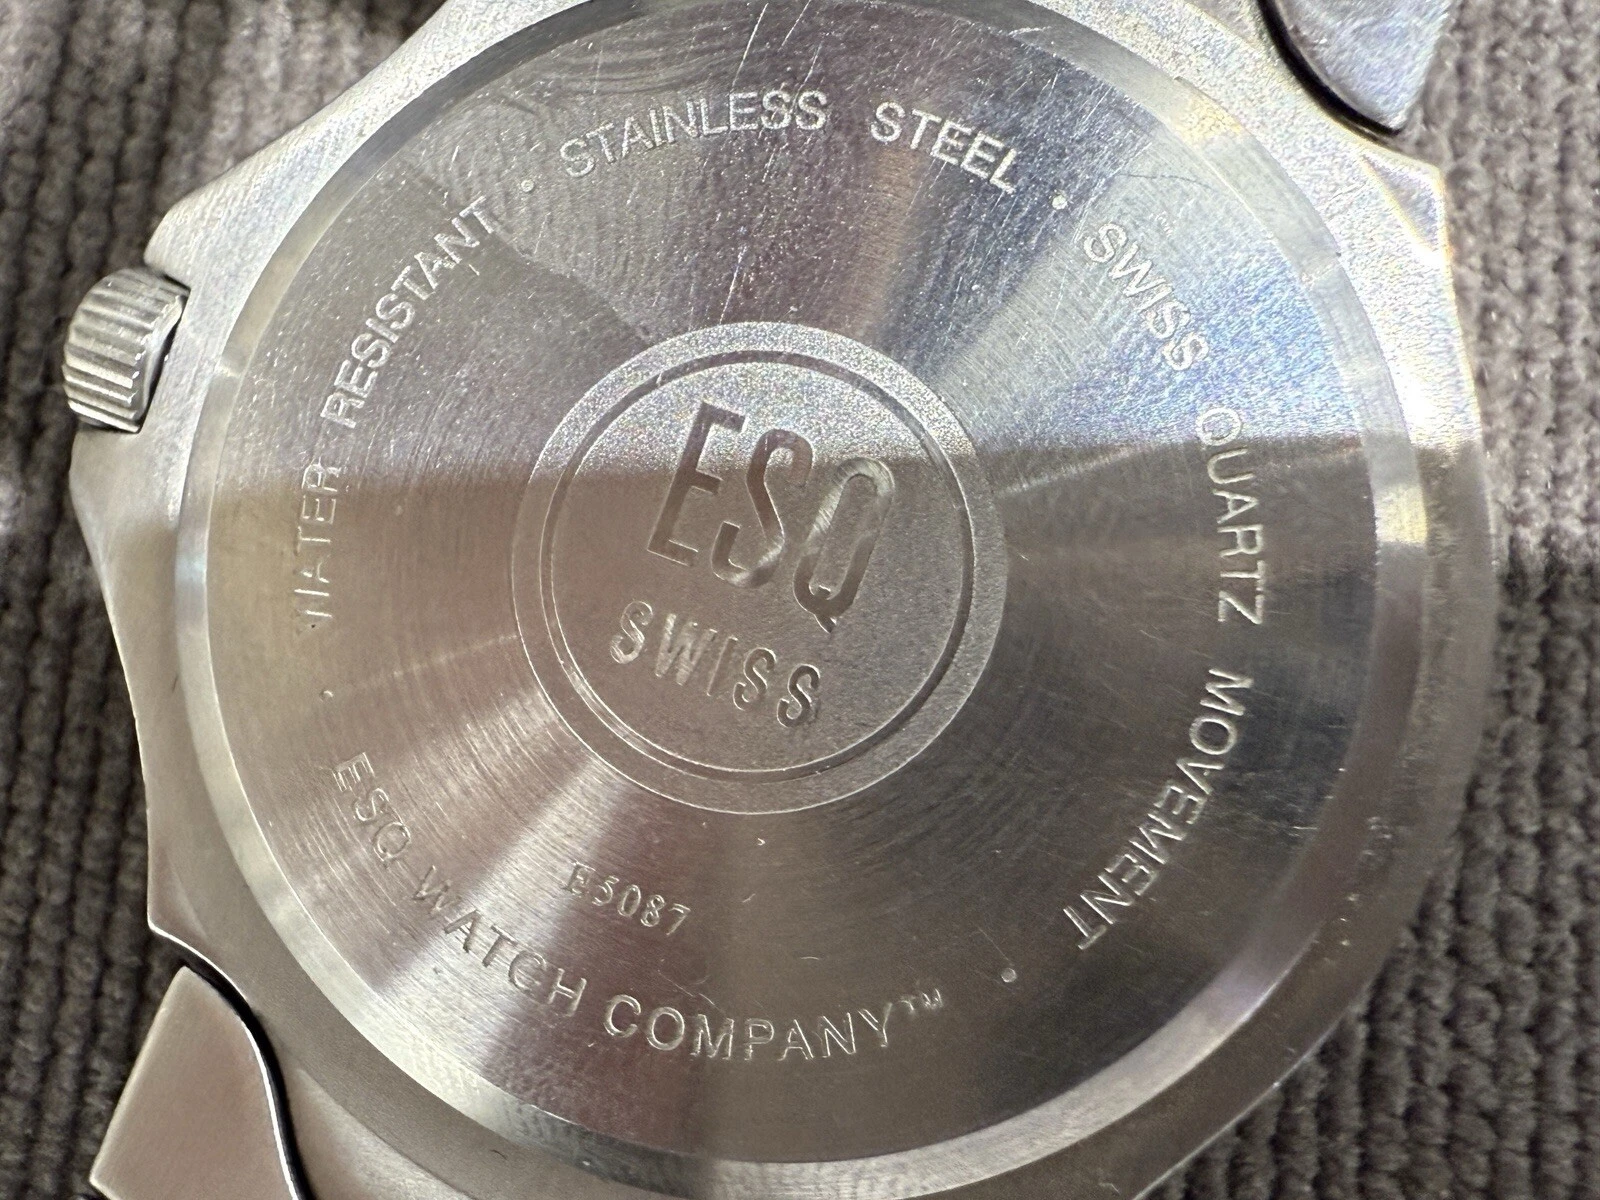 WATER RESISTANT · STAINLESS STEEL · SWISS QUARTZ MOVEMENT ·
ESQ
SWISS
E5087
ESQ WATCH COMPANY™